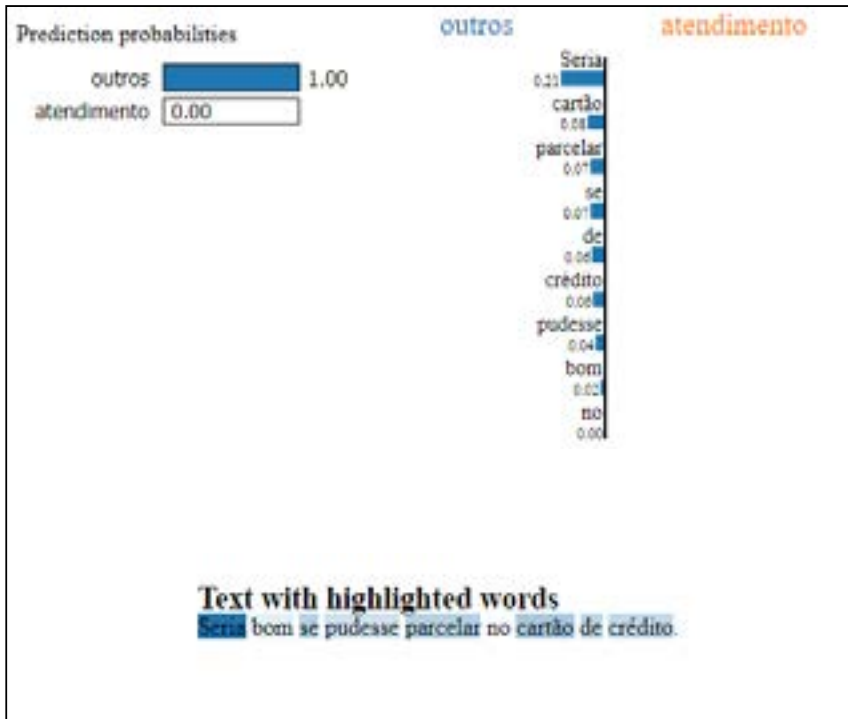 Prediction probabilities
outros 1.00
atendimento 0.00
outros atendimento
Seria
0.21
cartão
0.08
parcelar
0.07
se
0.07
de
0.06
crédito
0.06
pudesse
0.04
bom
0.02
no
0.00
Text with highlighted words
Seria bom se pudesse parcelar no cartão de crédito.